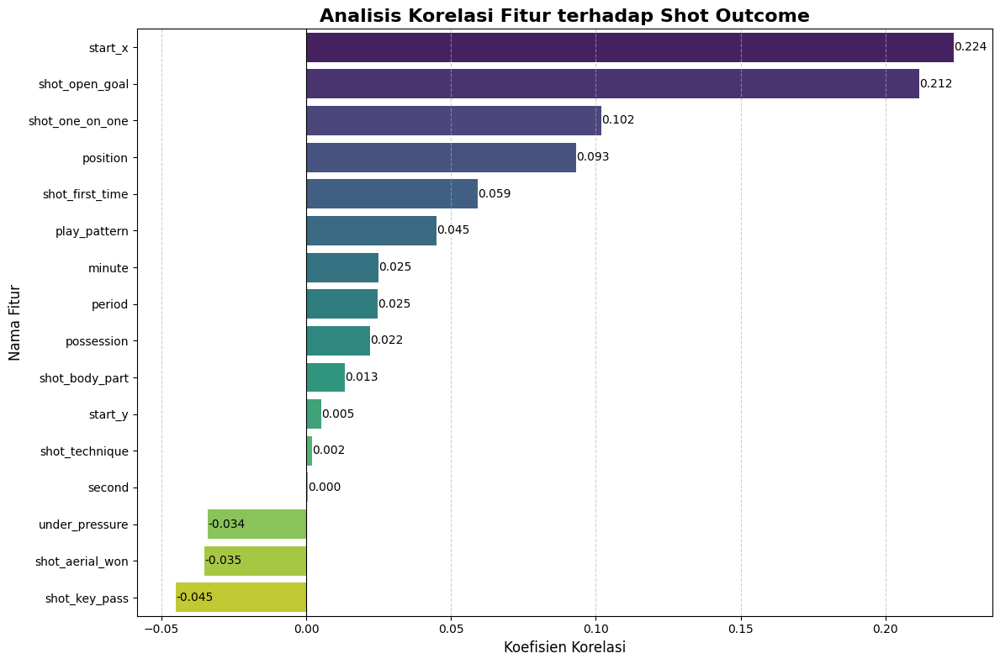 Analisis Korelasi Fitur terhadap Shot Outcome
Nama Fitur
start_x 0.224
shot_open_goal 0.212
shot_one_on_one 0.102
position 0.093
shot_first_time 0.059
play_pattern 0.045
minute 0.025
period 0.025
possession 0.022
shot_body_part 0.013
start_y 0.005
shot_technique 0.002
second 0.000
under_pressure -0.034
shot_aerial_won -0.035
shot_key_pass -0.045
−0.05 0.00 0.05 0.10 0.15 0.20
Koefisien Korelasi